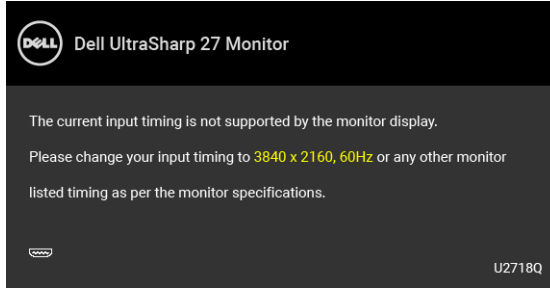 DELL
Dell UltraSharp 27 Monitor
The current input timing is not supported by the monitor display.
Please change your input timing to 3840 x 2160, 60Hz or any other monitor
listed timing as per the monitor specifications.
U2718Q